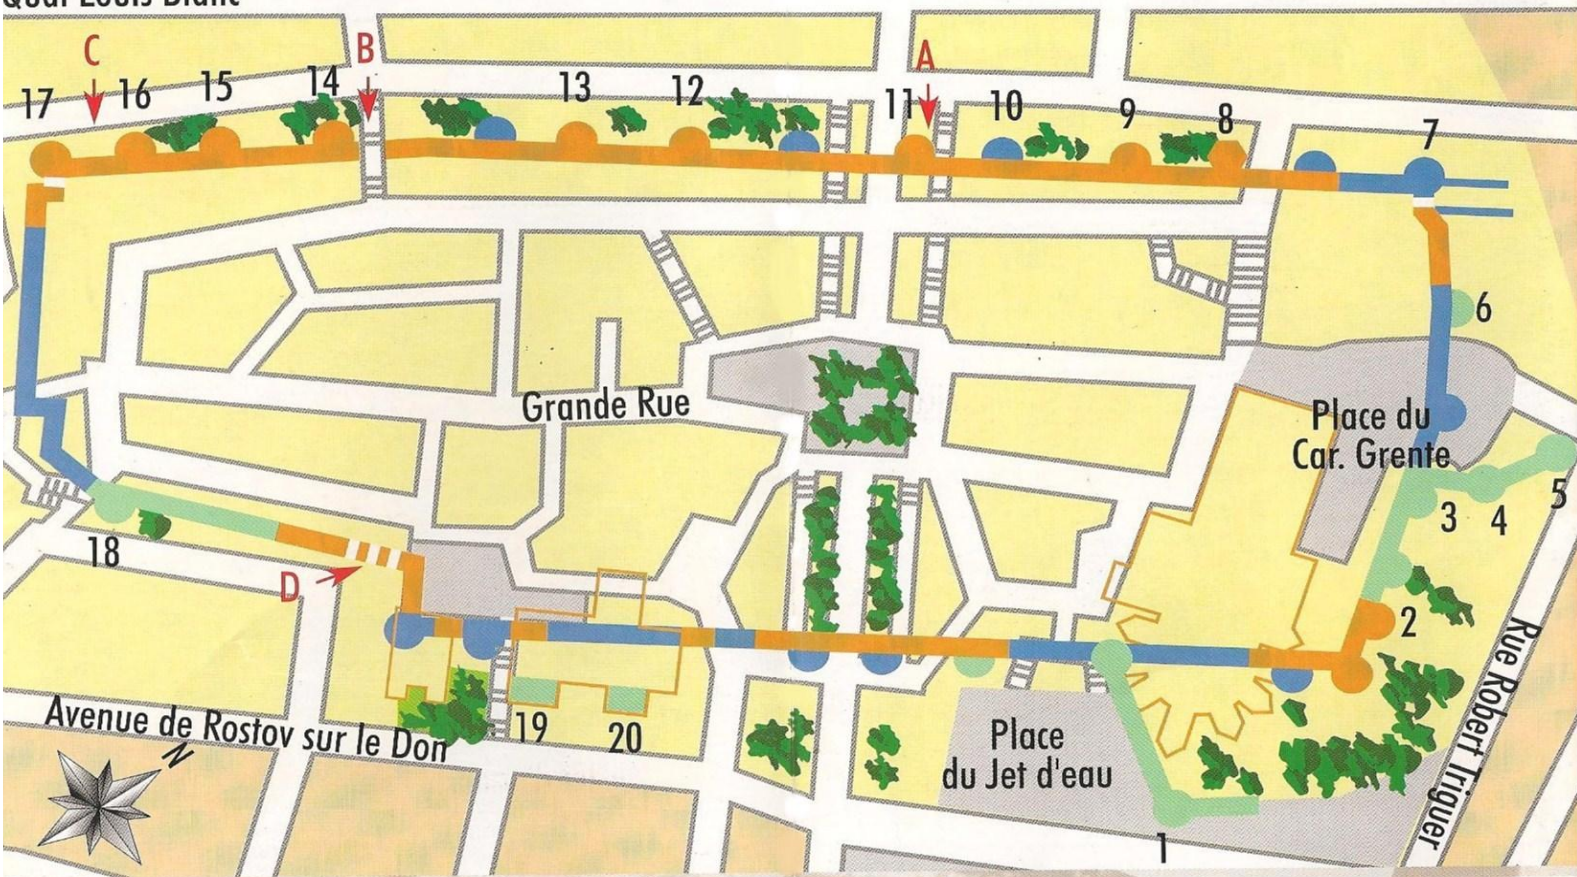 Quai Louis Blanc
C
B
A
17
16
15
14
13
12
11
10
9
8
7
6
Grande Rue
Place du
Car. Grente
5
3
4
18
D
2
Rue Robert Triguer
Avenue de Rostov sur le Don
N
19
20
Place
du Jet d'eau
1